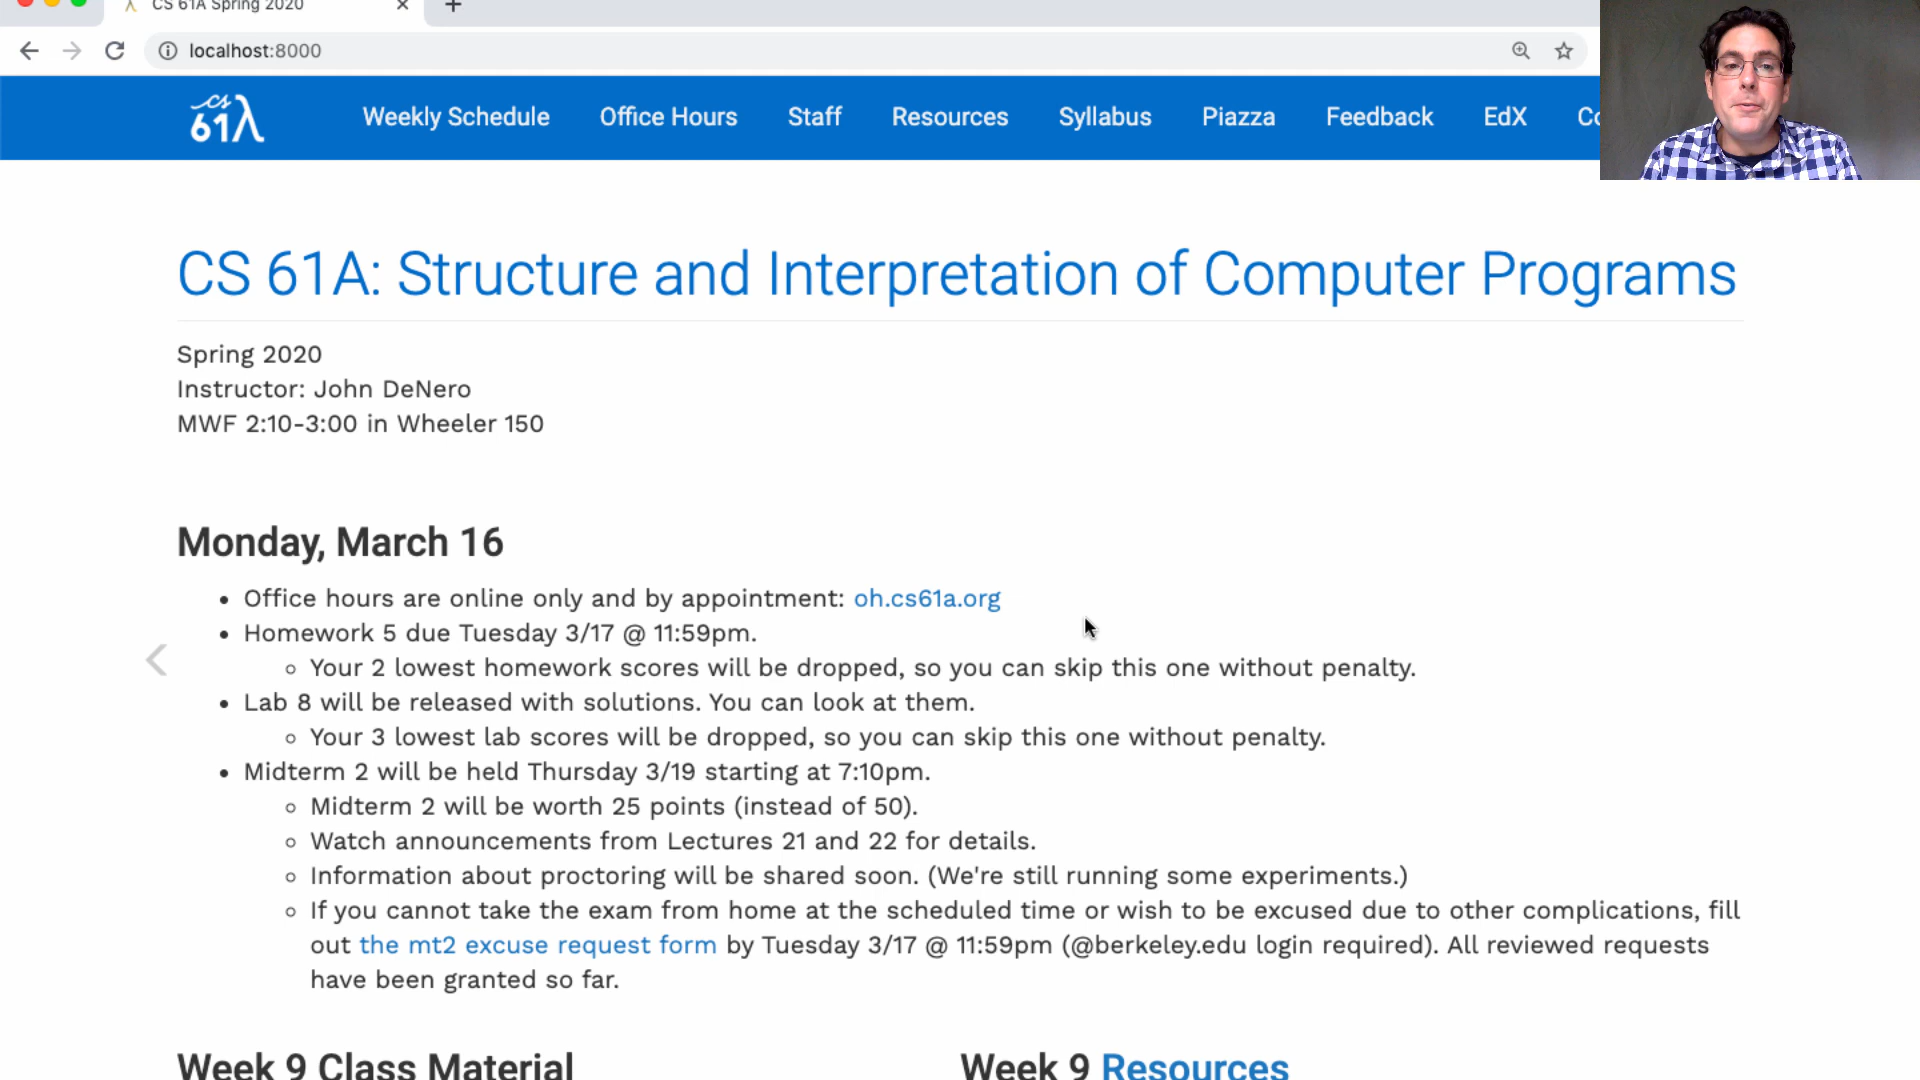 CS 61A Spring 2020
localhost:8000
cs
61λ
Weekly Schedule Office Hours Staff Resources Syllabus Piazza Feedback EdX
CS 61A: Structure and Interpretation of Computer Programs
Spring 2020
Instructor: John DeNero
MWF 2:10-3:00 in Wheeler 150
Monday, March 16
• Office hours are online only and by appointment: oh.cs61a.org
• Homework 5 due Tuesday 3/17 @ 11:59pm.
◦ Your 2 lowest homework scores will be dropped, so you can skip this one without penalty.
• Lab 8 will be released with solutions. You can look at them.
◦ Your 3 lowest lab scores will be dropped, so you can skip this one without penalty.
• Midterm 2 will be held Thursday 3/19 starting at 7:10pm.
◦ Midterm 2 will be worth 25 points (instead of 50).
◦ Watch announcements from Lectures 21 and 22 for details.
◦ Information about proctoring will be shared soon. (We're still running some experiments.)
◦ If you cannot take the exam from home at the scheduled time or wish to be excused due to other complications, fill
out the mt2 excuse request form by Tuesday 3/17 @ 11:59pm (@berkeley.edu login required). All reviewed requests
have been granted so far.
Week 9 Class Material
Week 9 Resources